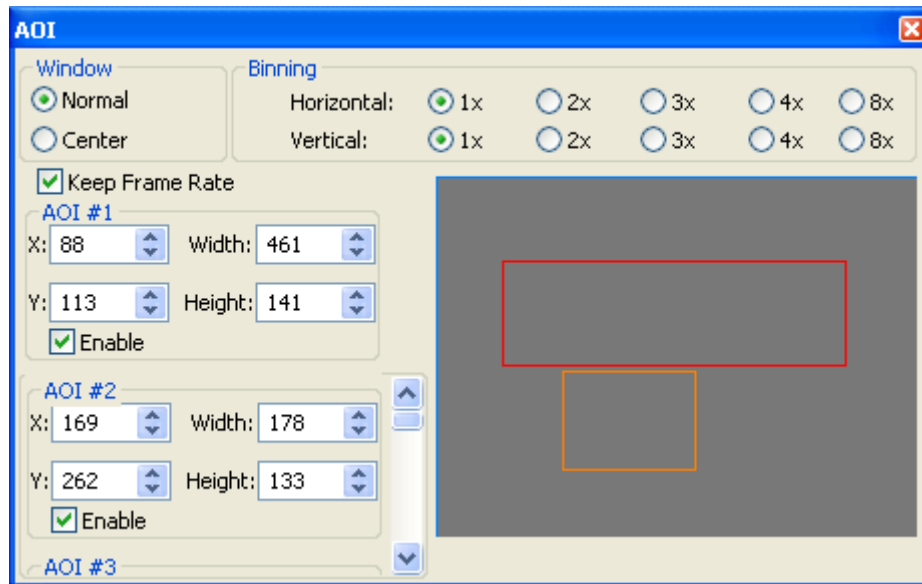 AOI
Window
Normal
Center
Binning
Horizontal: 1x 2x 3x 4x 8x
Vertical: 1x 2x 3x 4x 8x
Keep Frame Rate
AOI #1
X: 88 Width: 461
Y: 113 Height: 141
Enable
AOI #2
X: 169 Width: 178
Y: 262 Height: 133
Enable
AOI #3